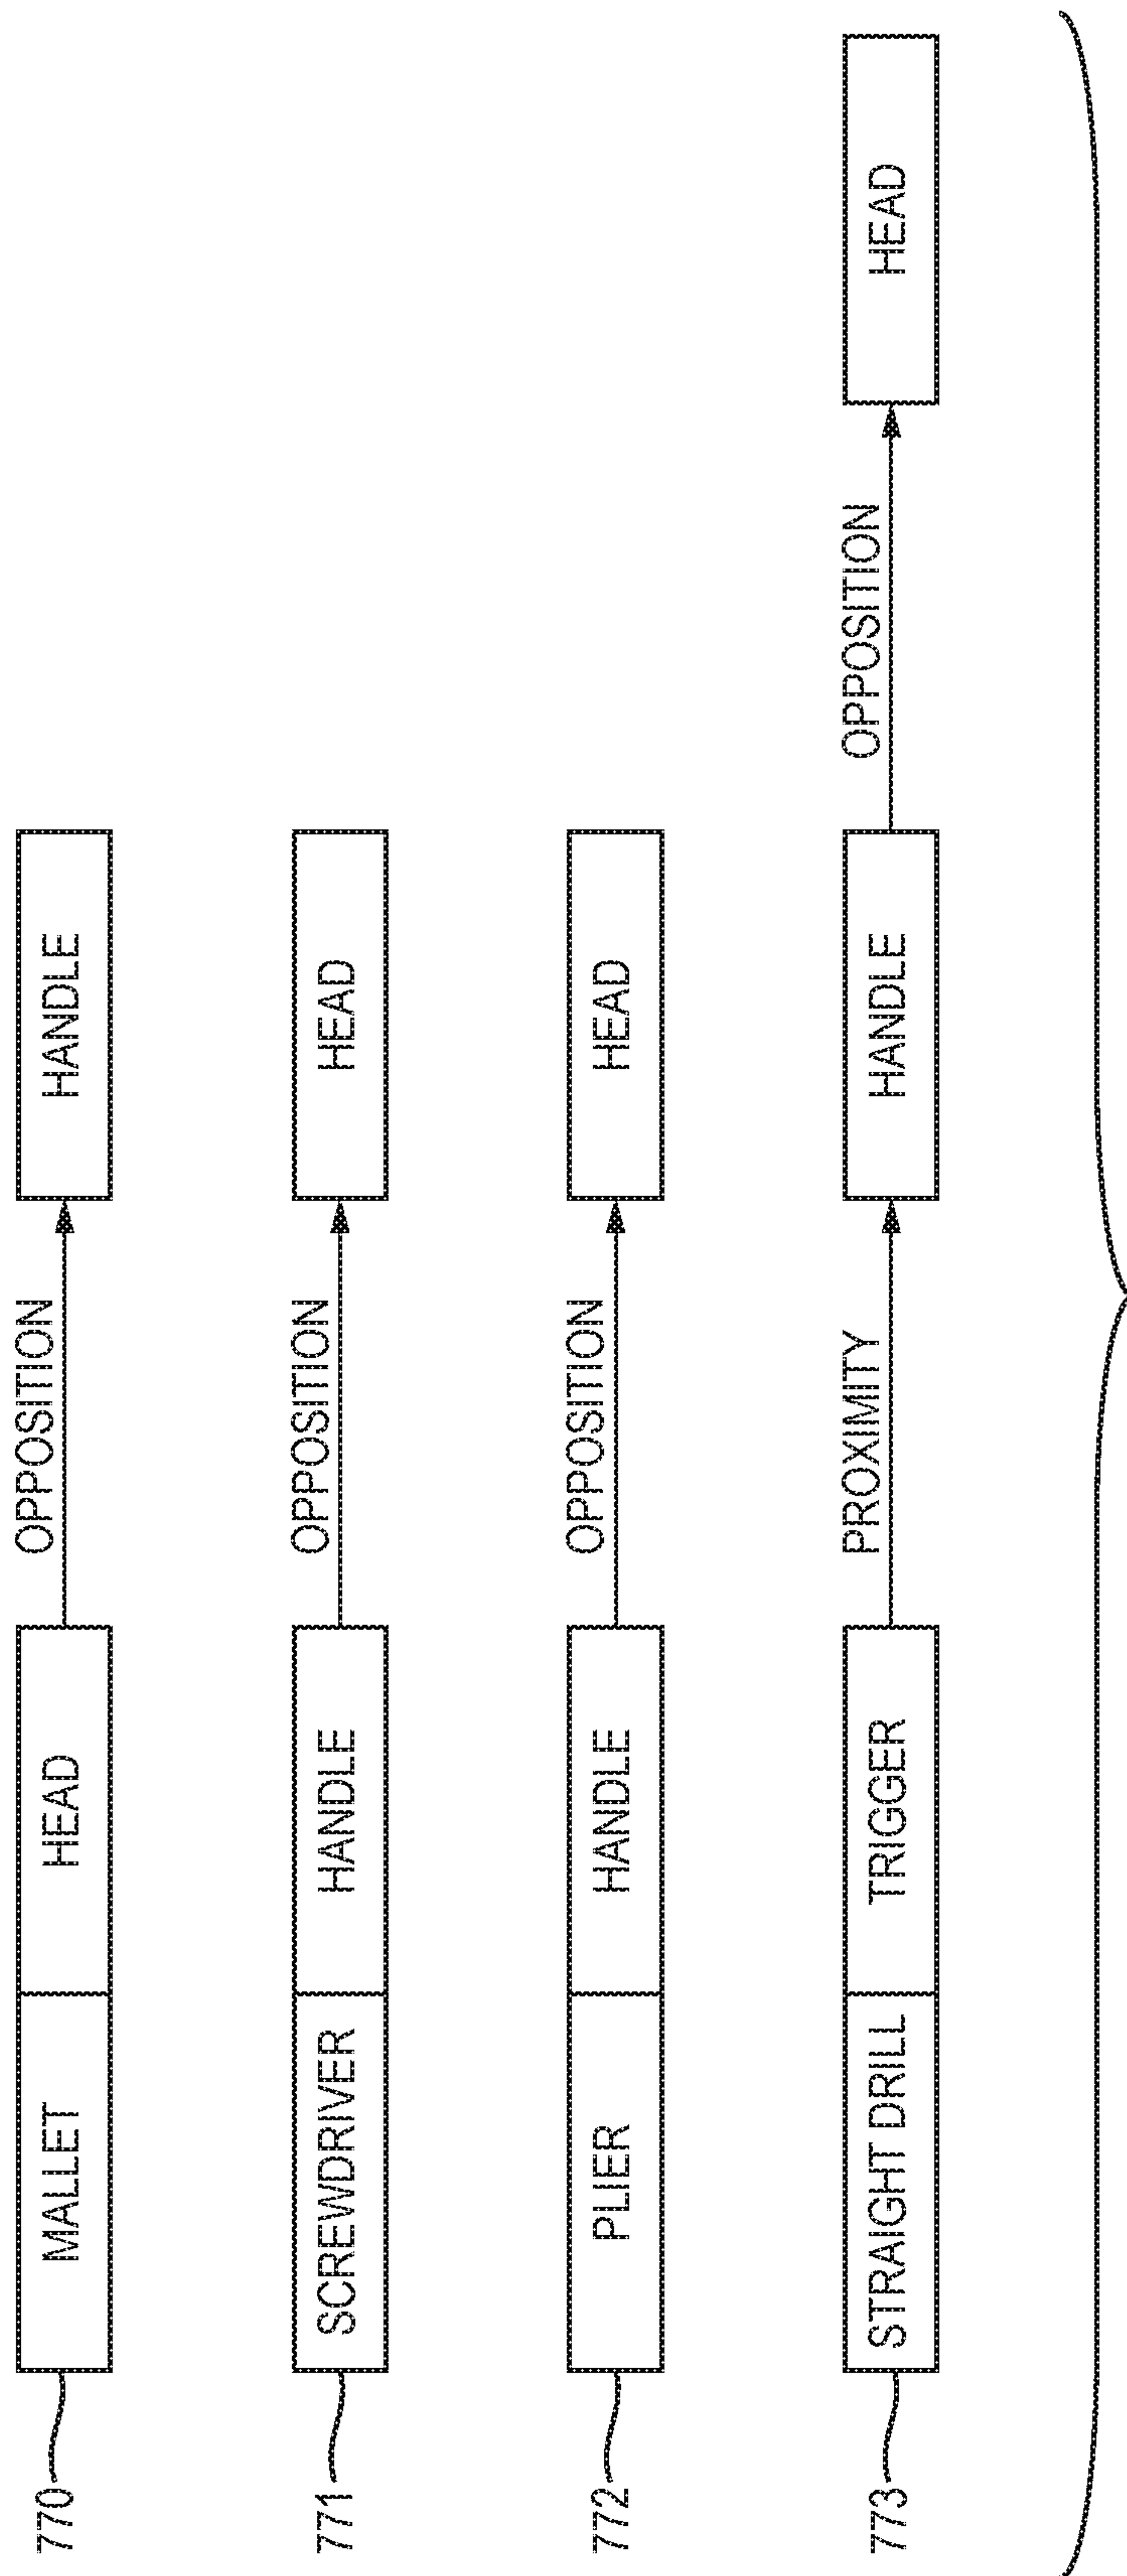 770 MALLET HEAD OPPOSITION HANDLE
771 SCREWDRIVER HANDLE OPPOSITION HEAD
772 PLIER HANDLE OPPOSITION HEAD
773 STRAIGHT DRILL TRIGGER PROXIMITY HANDLE OPPOSITION HEAD